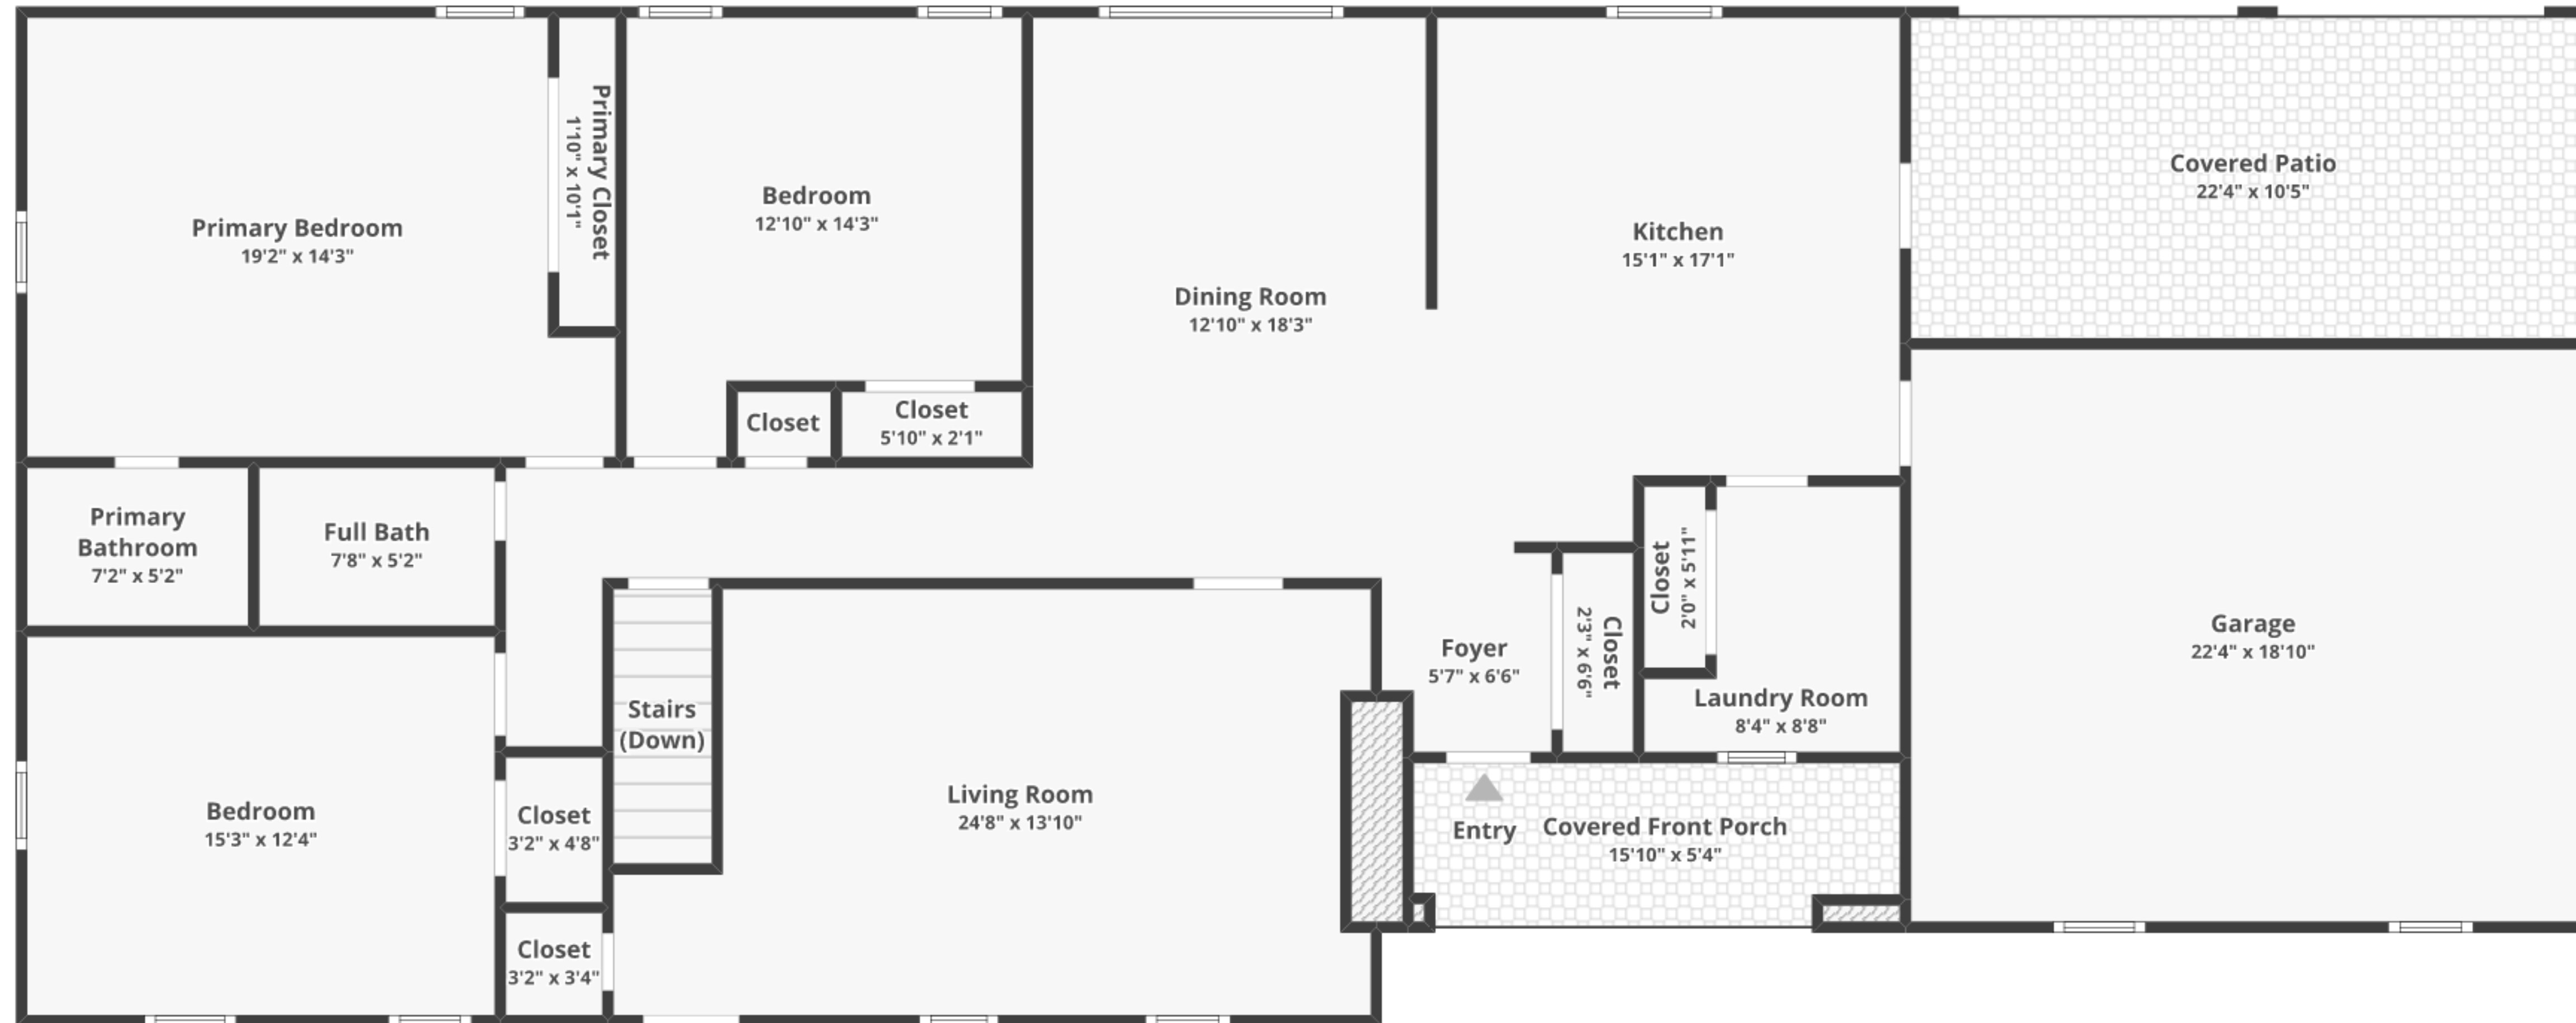 Primary Bedroom
19'2" x 14'3"
Primary Closet
1'10" x 10'1"
Bedroom
12'10" x 14'3"
Closet
Closet
5'10" x 2'1"
Dining Room
12'10" x 18'3"
Kitchen
15'1" x 17'1"
Covered Patio
22'4" x 10'5"
Primary
Bathroom
7'2" x 5'2"
Full Bath
7'8" x 5'2"
Stairs
(Down)
Foyer
5'7" x 6'6"
Closet
2'3" x 6'6"
Closet
2'0" x 5'11"
Laundry Room
8'4" x 8'8"
Garage
22'4" x 18'10"
Bedroom
15'3" x 12'4"
Closet
3'2" x 4'8"
Closet
3'2" x 3'4"
Living Room
24'8" x 13'10"
Entry
Covered Front Porch
15'10" x 5'4"